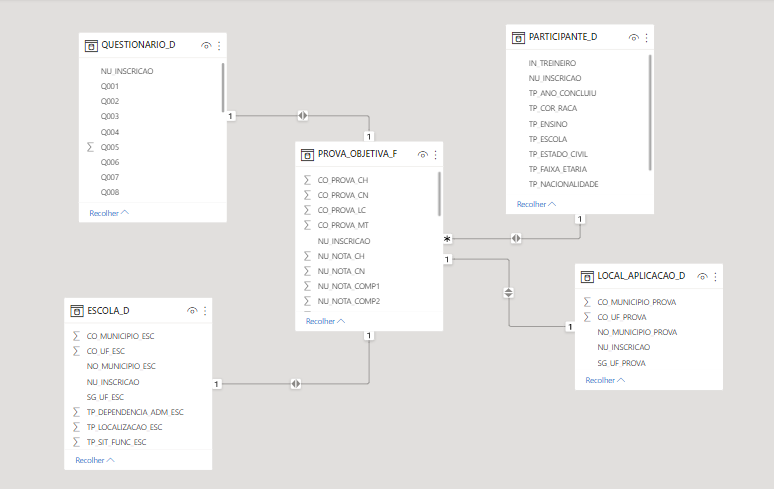 QUESTIONARIO_D
NU_INSCRICAO
Q001
Q002
Q003
Q004
Q005
Q006
Q007
Q008
Recolher
1
1
PARTICIPANTE_D
IN_TREINEIRO
NU_INSCRICAO
TP_ANO_CONCLUIU
TP_COR_RACA
TP_ENSINO
TP_ESCOLA
TP_ESTADO_CIVIL
TP_FAIXA_ETARIA
TP_NACIONALIDADE
Recolher
1
PROVA_OBJETIVA_F
CO_PROVA_CH
CO_PROVA_CN
CO_PROVA_LC
CO_PROVA_MT
NU_INSCRICAO
NU_NOTA_CH
NU_NOTA_CN
NU_NOTA_COMP1
NU_NOTA_COMP2
Recolher
*
1
1
LOCAL_APLICACAO_D
CO_MUNICIPIO_PROVA
CO_UF_PROVA
NO_MUNICIPIO_PROVA
NU_INSCRICAO
SG_UF_PROVA
Recolher
1
ESCOLA_D
CO_MUNICIPIO_ESC
CO_UF_ESC
NO_MUNICIPIO_ESC
NU_INSCRICAO
SG_UF_ESC
TP_DEPENDENCIA_ADM_ESC
TP_LOCALIZACAO_ESC
TP_SIT_FUNC_ESC
Recolher
1